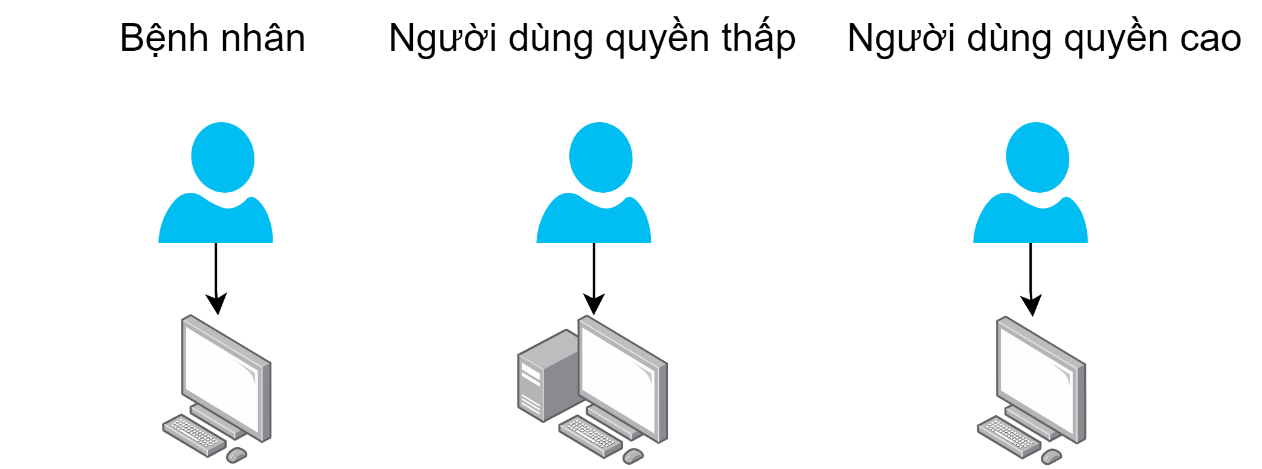 Bệnh nhân
Người dùng quyền thấp
Người dùng quyền cao